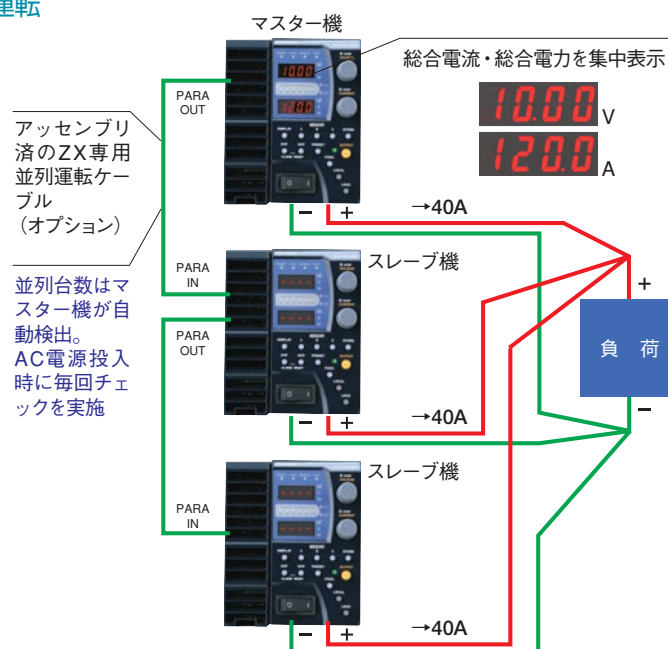 運転
マスター機
総合電流・総合電力を集中表示
10.00 V
120.0 A
PARA
OUT
アッセンブリ
済のZX専用
並列運転ケー
ブル
（オプション）
並列台数はマ
スター機が自
動検出。
AC電源投入
時に毎回チェ
ックを実施
10.00
120.0
− +
→40A
PARA
IN
スレーブ機
PARA
OUT
+
負 荷
−
− +
→40A
スレーブ機
PARA
IN
− +
→40A